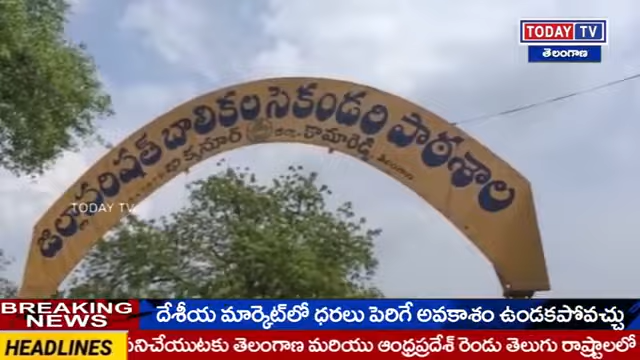 TODAY TV
తెలంగాణ
జిల్లా పరిషత్ బాలికల సెకండరీ పాఠశాల
కామారెడ్డి
TODAY TV
BREAKING NEWS
దేశీయ మార్కెట్‌లో ధరలు పెరిగే అవకాశం ఉండకపోవచ్చు
HEADLINES
పనిచేయుటకు తెలంగాణ మరియు ఆంధ్రప్రదేశ్ రెండు తెలుగు రాష్ట్రాలలో